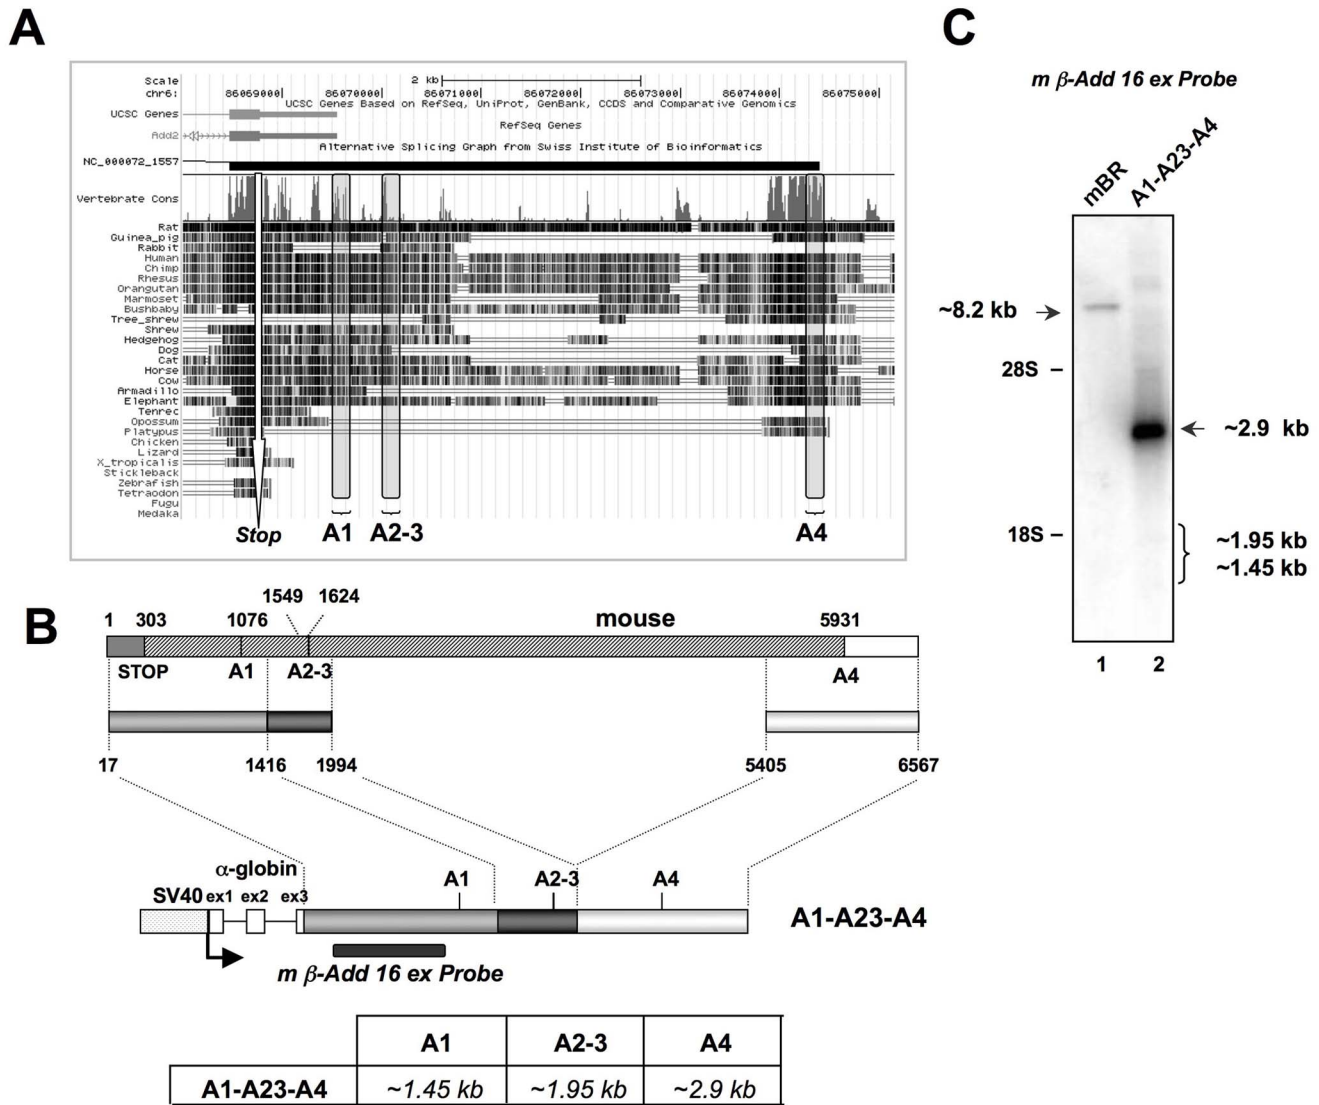 A
Scale
2 kb
chr6:
86069000| 86070000| 86071000| 86072000| 86073000| 86074000| 86075000|
UCSC Genes Based on RefSeq, UniProt, GenBank, CCDS and Comparative Genomics
UCSC Genes
RefSeq Genes
Add2
Alternative Splicing Graph from Swiss Institute of Bioinformatics
NC_000072_1557
Vertebrate Cons
Rat
Guinea_pig
Rabbit
Human
Chimp
Rhesus
Orangutan
Marmoset
Bushbaby
Tree_shrew
Shrew
Hedgehog
Dog
Cat
Horse
Cow
Armadillo
Elephant
Tenrec
Opossum
Platypus
Chicken
Lizard
X_tropicalis
Stickleback
Zebrafish
Tetraodon
Fugu
Medaka
Stop A1 A2-3 A4
B
1549 1624
1 303 1076 mouse 5931
STOP A1 A2-3 A4
17 1416 1994 5405 6567
α-globin
SV40 ex1 ex2 ex3 A1 A2-3 A4
A1-A23-A4
m β-Add 16 ex Probe
A1 A2-3 A4
A1-A23-A4 ~1.45 kb ~1.95 kb ~2.9 kb
C
m β-Add 16 ex Probe
mBR A1-A23-A4
~8.2 kb
28S
~2.9 kb
18S
~1.95 kb
~1.45 kb
1 2